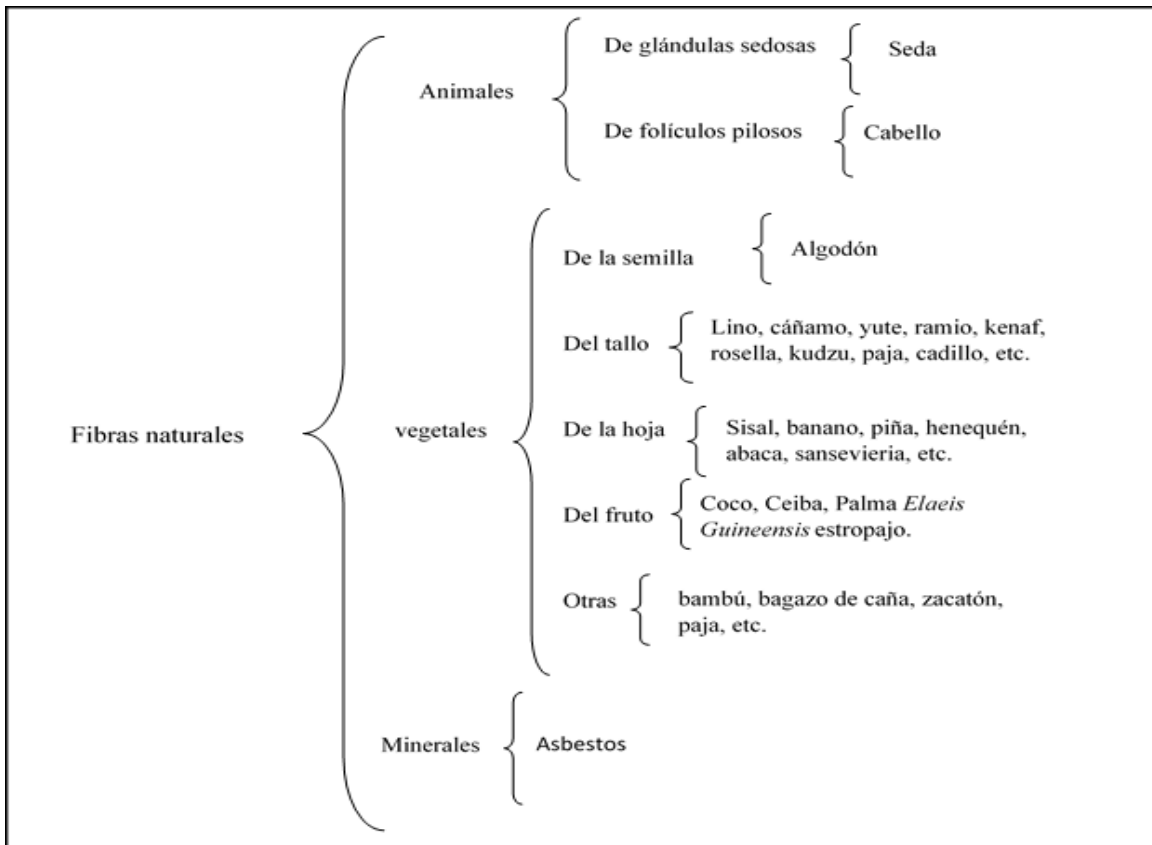 Fibras naturales
Animales
De glándulas sedosas
Seda
De folículos pilosos
Cabello
vegetales
De la semilla
Algodón
Del tallo
Lino, cáñamo, yute, ramio, kenaf,
rosella, kudzu, paja, cadillo, etc.
De la hoja
Sisal, banano, piña, henequén,
abaca, sansevieria, etc.
Del fruto
Coco, Ceiba, Palma Elaeis
Guineensis estropajo.
Otras
bambú, bagazo de caña, zacatón,
paja, etc.
Minerales
Asbestos